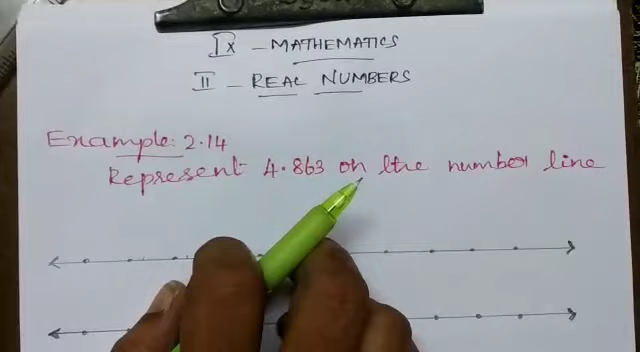 IX - MATHEMATICS
II - REAL NUMBERS
Example: 2.14
Represent 4.863 on the number line